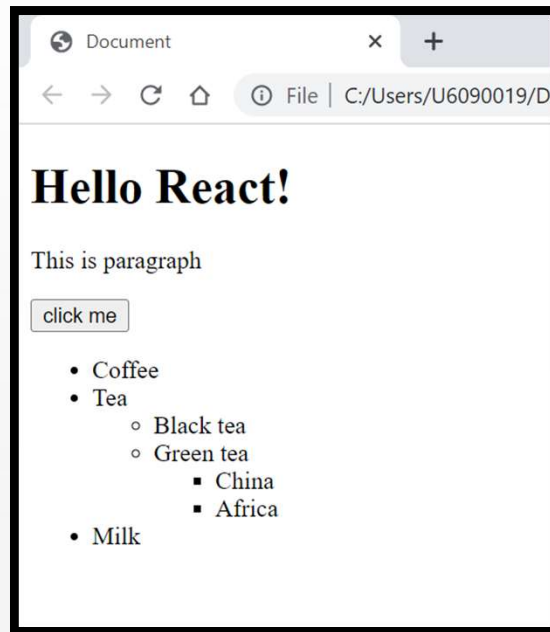 Document
File | C:/Users/U6090019/D
Hello React!
This is paragraph
click me
Coffee
Tea
Black tea
Green tea
China
Africa
Milk